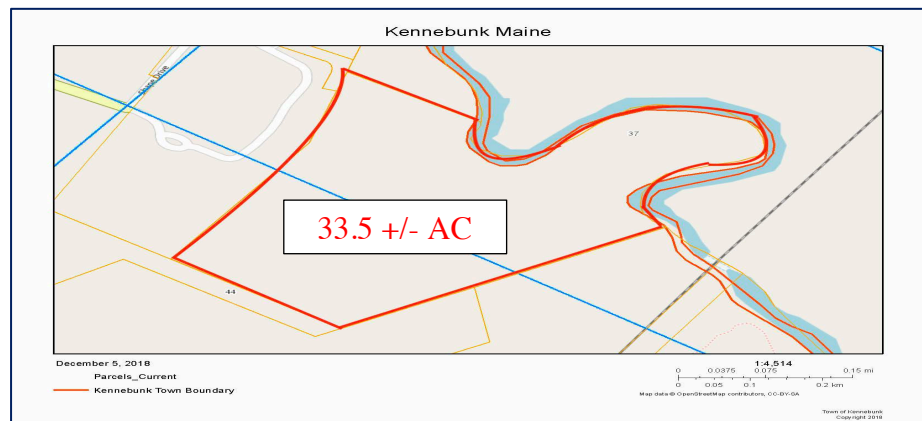 Kennebunk Maine
Chase Drive
37
33.5 +/- AC
44
December 5, 2018
1:4,514
Parcels_Current
Kennebunk Town Boundary
0 0.0375 0.075 0.15 mi
0 0.05 0.1 0.2 km
Map data © OpenStreetMap contributors, CC-BY-SA
Town of Kennebunk
Copyright 2018